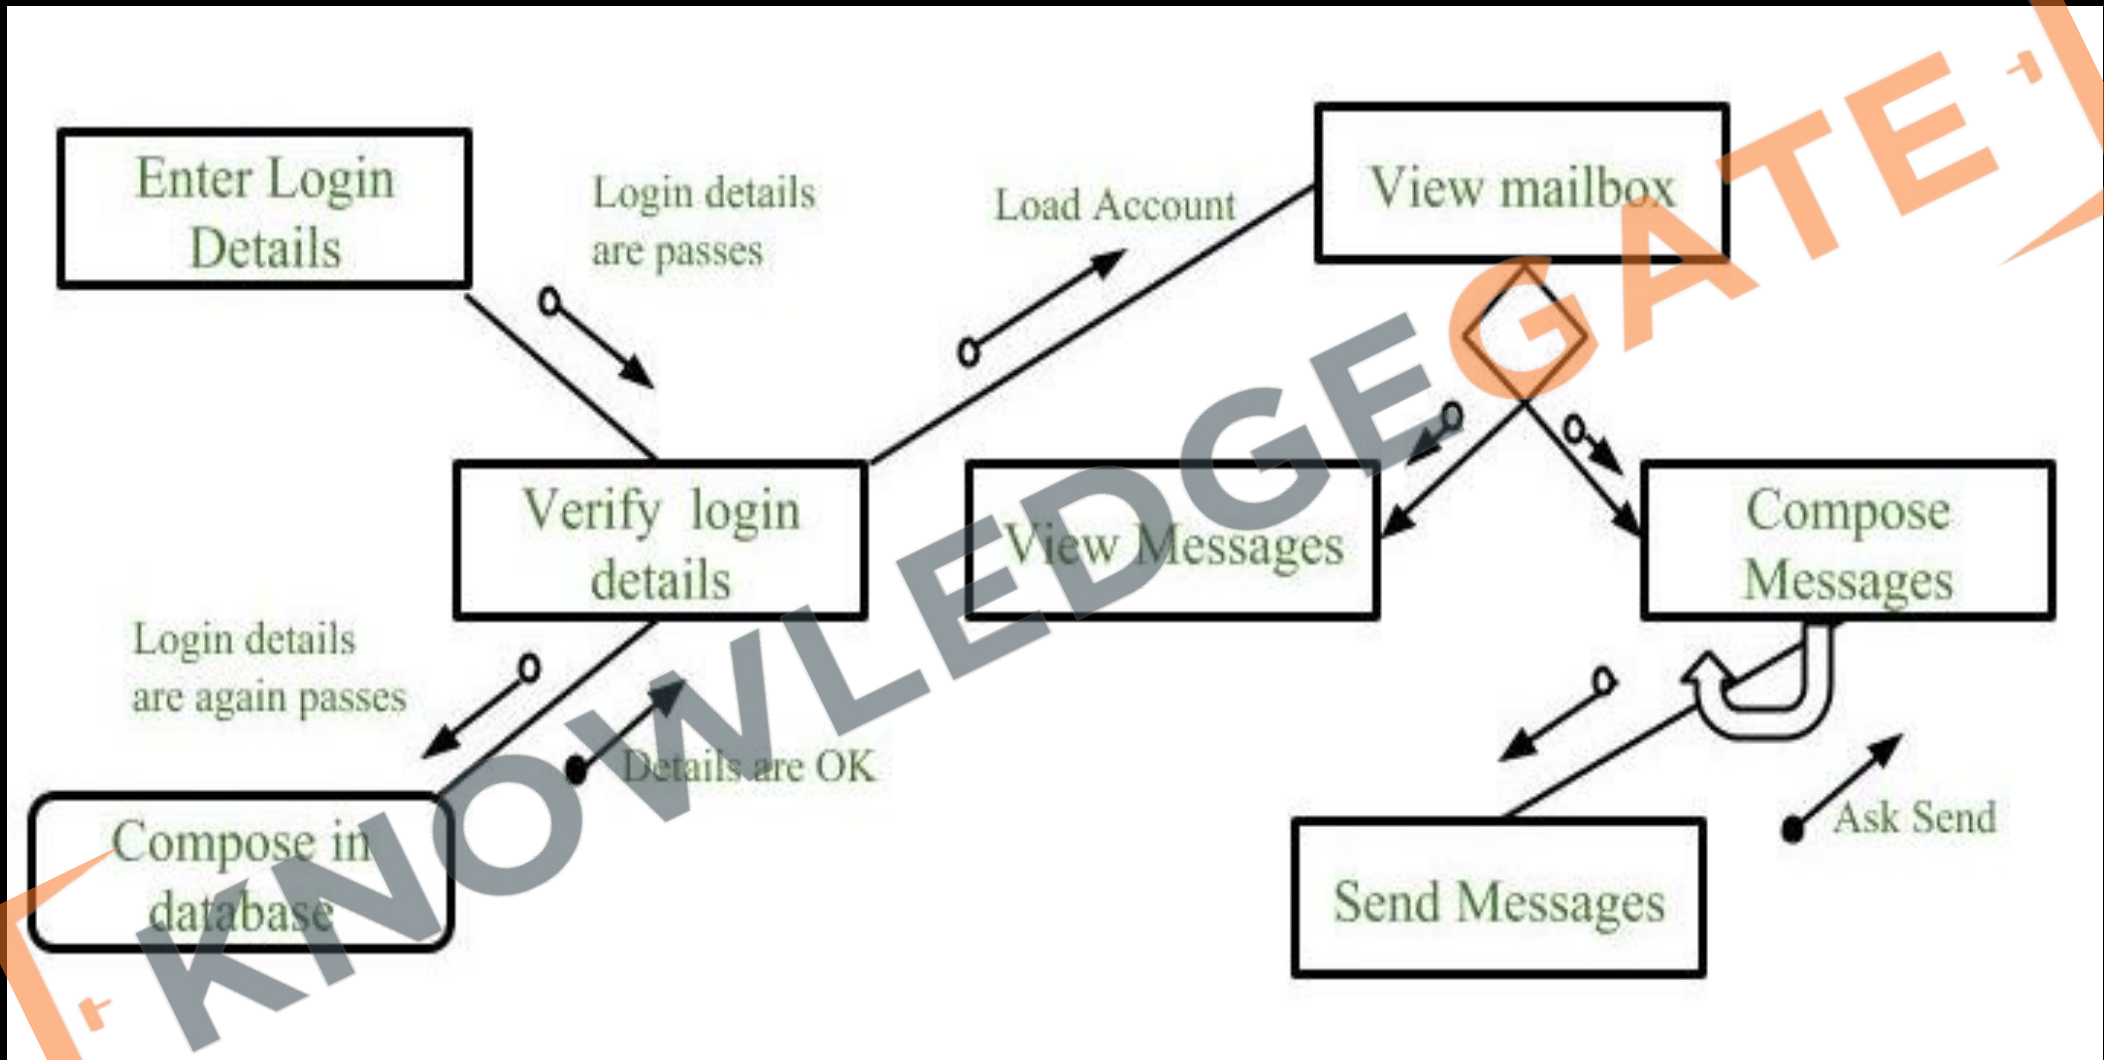 Enter Login
Details
Login details
are passes
Load Account
View mailbox
Verify login
details
View Messages
Compose
Messages
Login details
are again passes
Details are OK
Compose in
database
Ask Send
Send Messages
KNOWLEDGEGATE